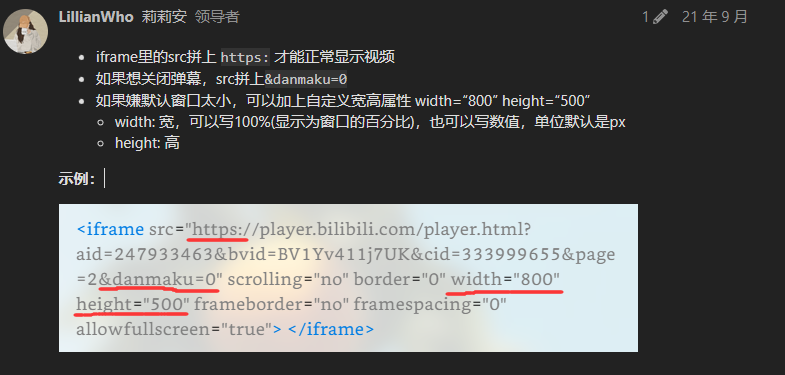 LillianWho 莉莉安 领导者 1 21 年 9 月
iframe里的src拼上 https: 才能正常显示视频
如果想关闭弹幕，src拼上&danmaku=0
如果嫌默认窗口太小，可以加上自定义宽高属性 width=“800” height=“500”
width: 宽，可以写100%(显示为窗口的百分比)，也可以写数值，单位默认是px
height: 高
示例：
<iframe src="https://player.bilibili.com/player.html?
aid=247933463&bvid=BV1Yv411j7UK&cid=333999655&page
=2&danmaku=0" scrolling="no" border="0" width="800"
height="500" frameborder="no" framespacing="0"
allowfullscreen="true"> </iframe>